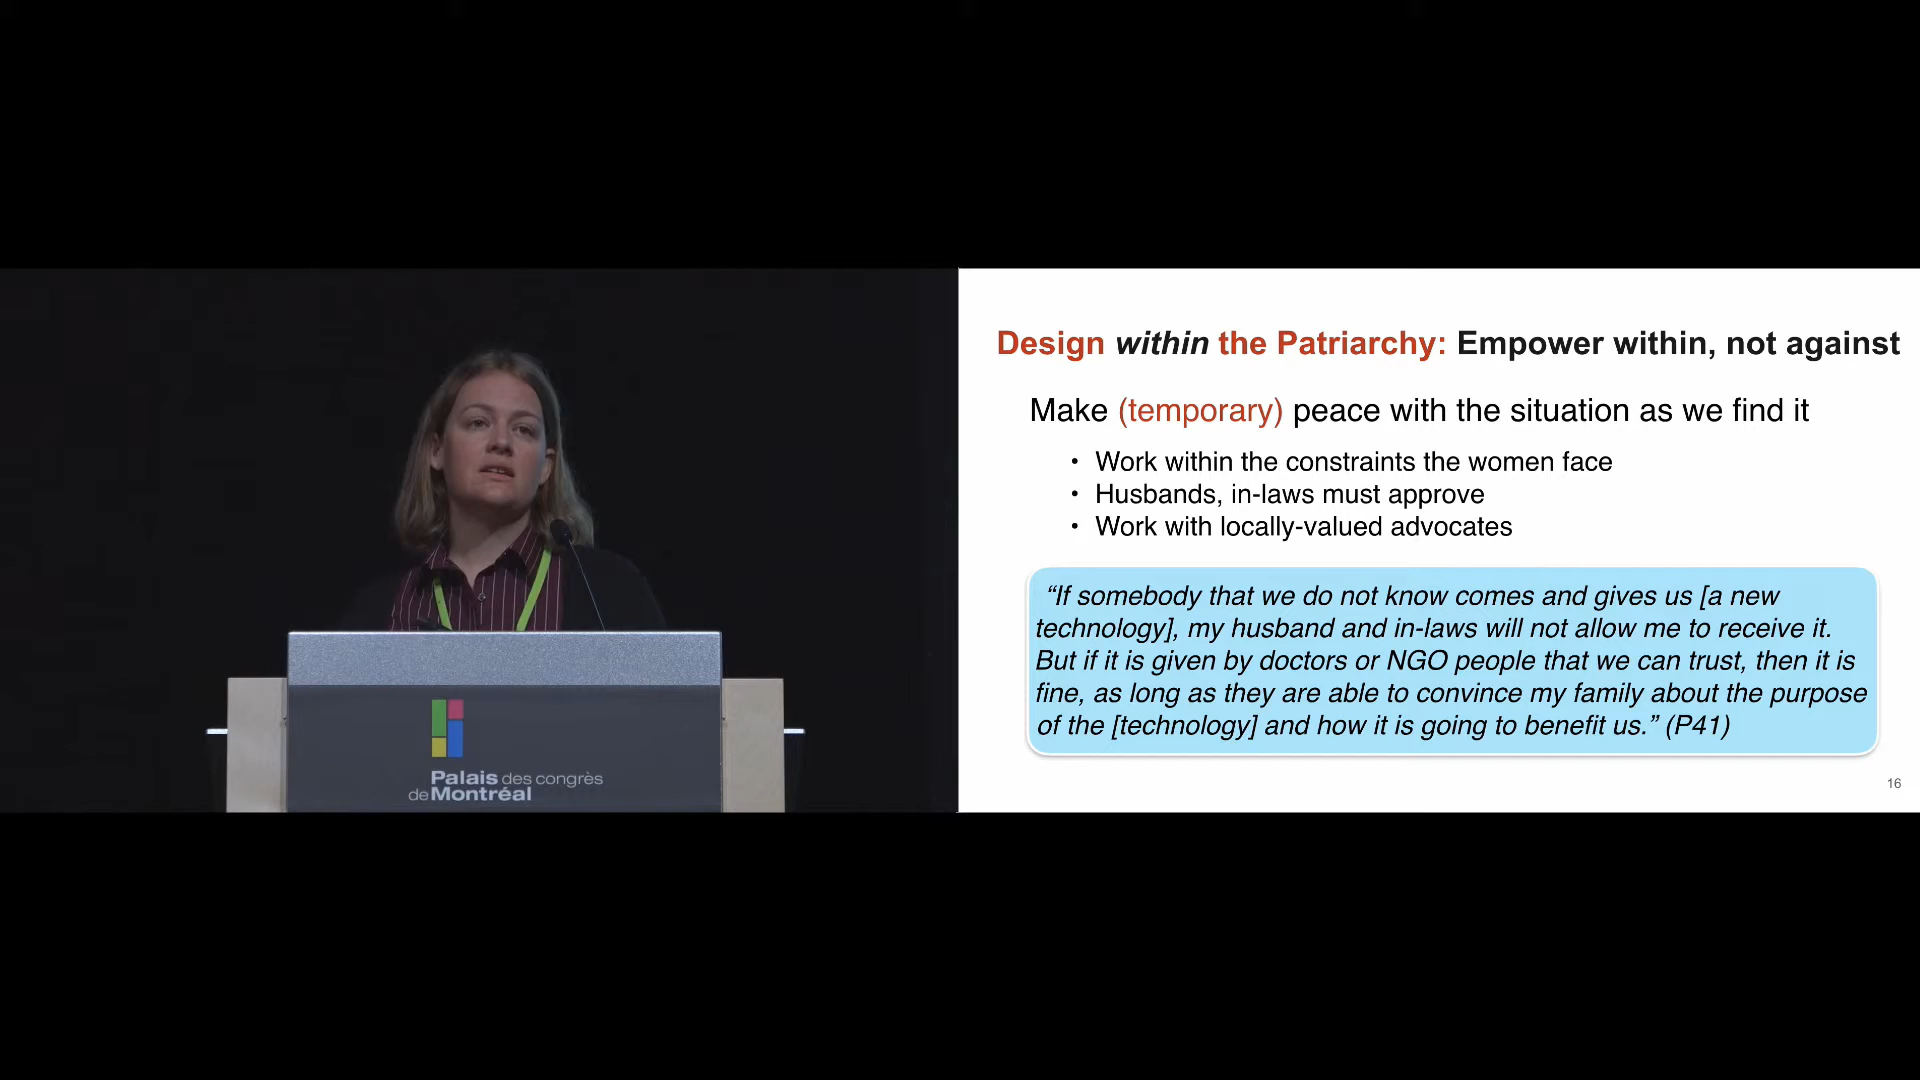 Design within the Patriarchy: Empower within, not against
Make (temporary) peace with the situation as we find it
• Work within the constraints the women face
• Husbands, in-laws must approve
• Work with locally-valued advocates
“If somebody that we do not know comes and gives us [a new
technology], my husband and in-laws will not allow me to receive it.
But if it is given by doctors or NGO people that we can trust, then it is
fine, as long as they are able to convince my family about the purpose
of the [technology] and how it is going to benefit us.” (P41)
16
Palais des congrès
de Montréal